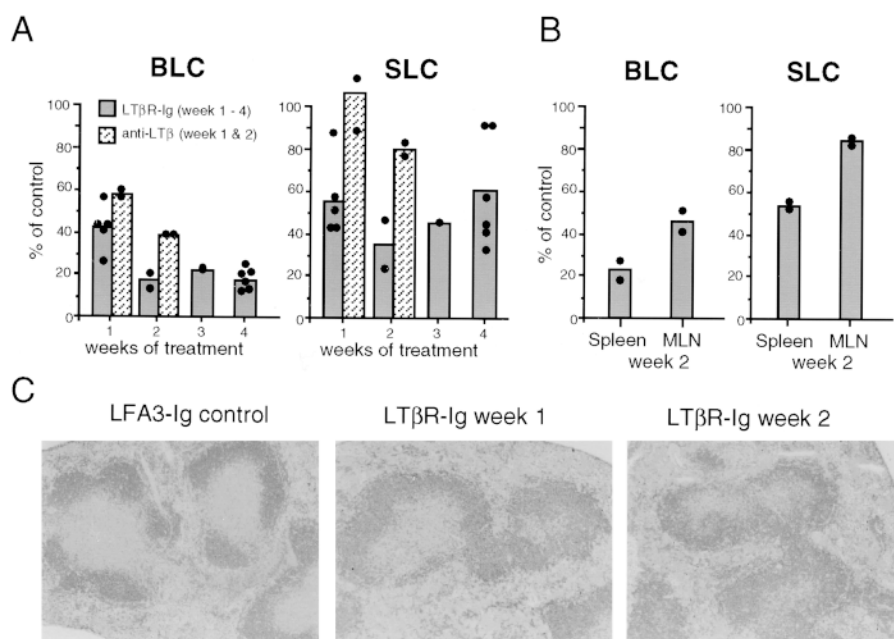 A
BLC
SLC
100
80
60
40
20
0
% of control
LTβR-Ig (week 1 - 4)
anti-LTβ (week 1 & 2)
1 2 3 4
weeks of treatment
100
80
60
40
20
0
1 2 3 4
weeks of treatment
B
BLC
SLC
100
80
60
40
20
0
% of control
Spleen MLN
week 2
100
80
60
40
20
0
Spleen MLN
week 2
C
LFA3-Ig control
LTβR-Ig week 1
LTβR-Ig week 2